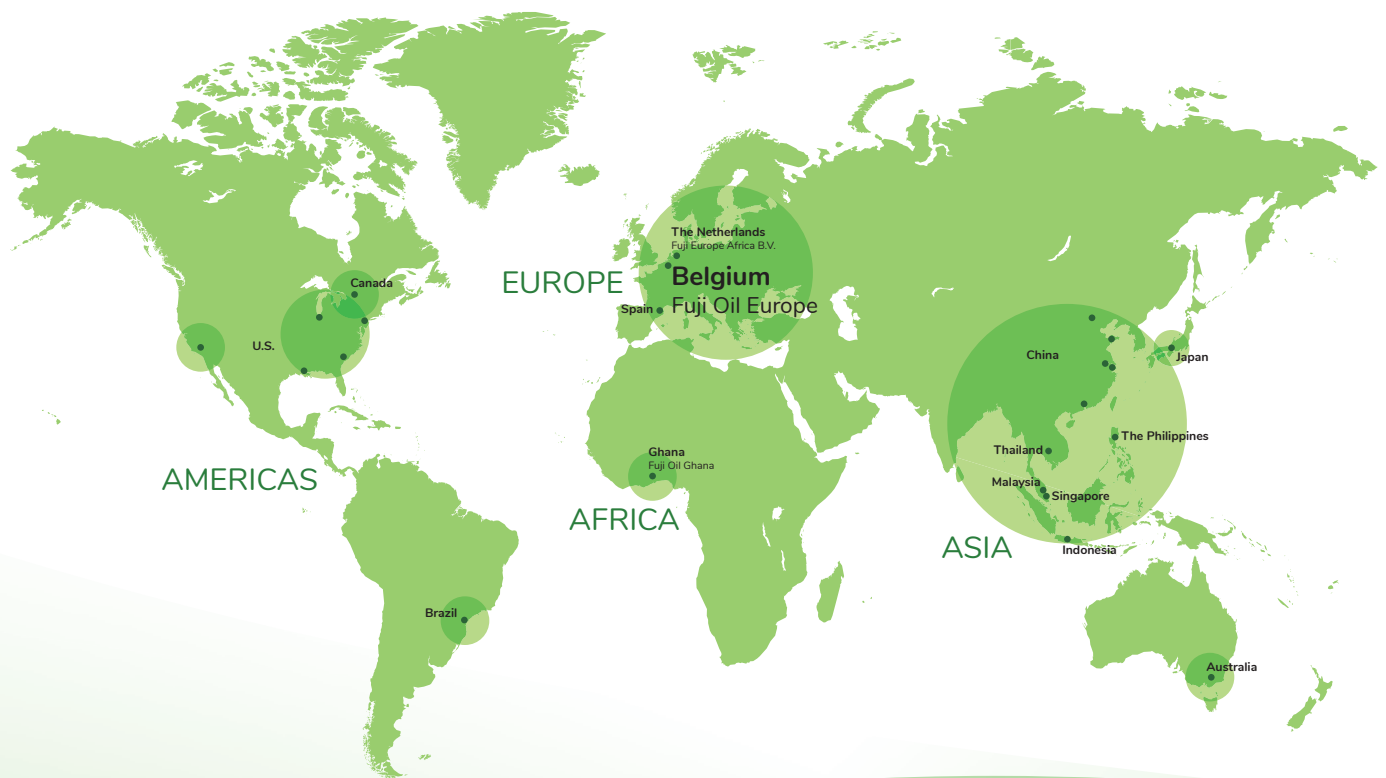 Canada
U.S.
AMERICAS
Brazil
EUROPE
The Netherlands
Fuji Europe Africa B.V.
Belgium
Fuji Oil Europe
Spain
Ghana
Fuji Oil Ghana
AFRICA
China
Japan
The Philippines
Thailand
Malaysia
Singapore
Indonesia
ASIA
Australia